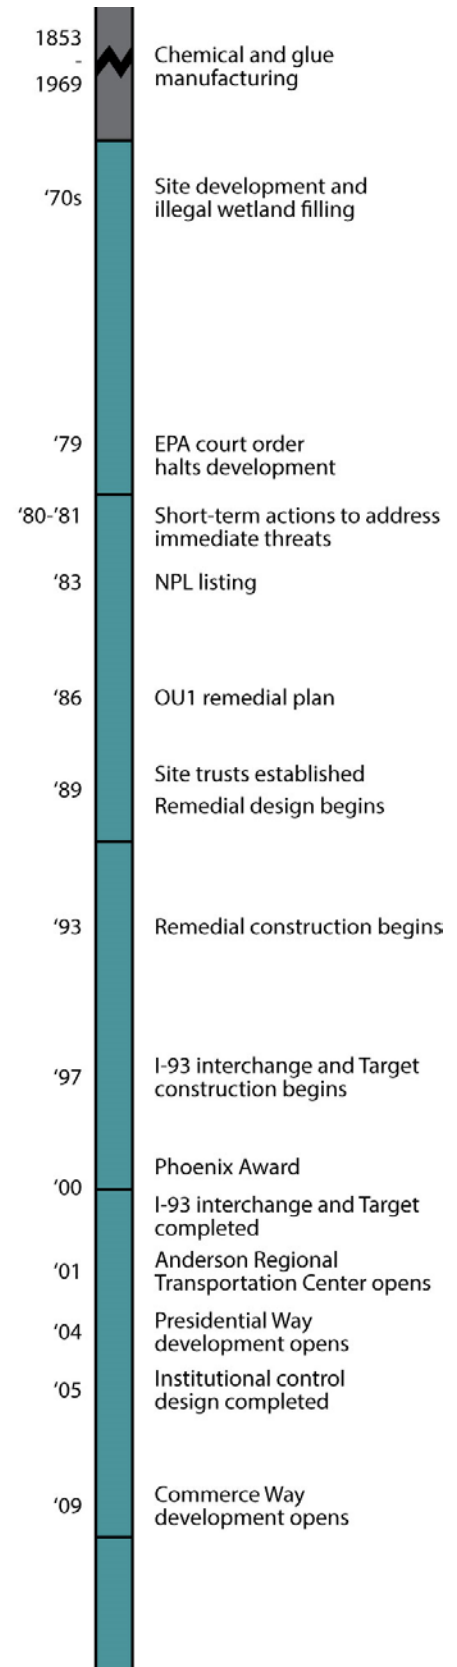 1853
-
1969
Chemical and glue
manufacturing
‘70s
Site development and
illegal wetland filling
‘79
EPA court order
halts development
‘80-’81
Short-term actions to address
immediate threats
‘83
NPL listing
‘86
OU1 remedial plan
‘89
Site trusts established
Remedial design begins
‘93
Remedial construction begins
‘97
I-93 interchange and Target
construction begins
‘00
Phoenix Award
I-93 interchange and Target
completed
‘01
Anderson Regional
Transportation Center opens
‘04
Presidential Way
development opens
‘05
Institutional control
design completed
‘09
Commerce Way
development opens